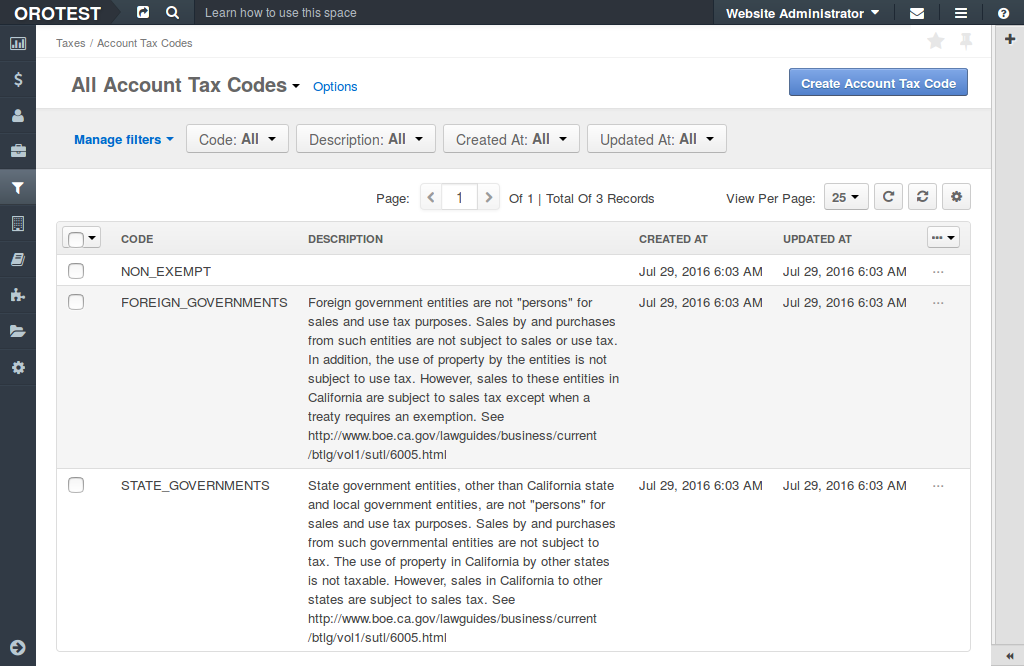 OROTEST
Learn how to use this space
Website Administrator
Taxes / Account Tax Codes
All Account Tax Codes
Options
Create Account Tax Code
Manage filters
Code: All
Description: All
Created At: All
Updated At: All
Page:
1
Of 1 | Total Of 3 Records
View Per Page:
25
CODE
DESCRIPTION
CREATED AT
UPDATED AT
NON_EXEMPT
Jul 29, 2016 6:03 AM
Jul 29, 2016 6:03 AM
FOREIGN_GOVERNMENTS
Foreign government entities are not "persons" for
sales and use tax purposes. Sales by and purchases
from such entities are not subject to sales or use tax.
In addition, the use of property by the entities is not
subject to use tax. However, sales to these entities in
California are subject to sales tax except when a
treaty requires an exemption. See
http://www.boe.ca.gov/lawguides/business/current
/btlg/vol1/sutl/6005.html
Jul 29, 2016 6:03 AM
Jul 29, 2016 6:03 AM
STATE_GOVERNMENTS
State government entities, other than California state
and local government entities, are not "persons" for
sales and use tax purposes. Sales by and purchases
from such governmental entities are not subject to
tax. The use of property in California by other states
is not taxable. However, sales in California to other
states are subject to sales tax. See
http://www.boe.ca.gov/lawguides/business/current
/btlg/vol1/sutl/6005.html
Jul 29, 2016 6:03 AM
Jul 29, 2016 6:03 AM